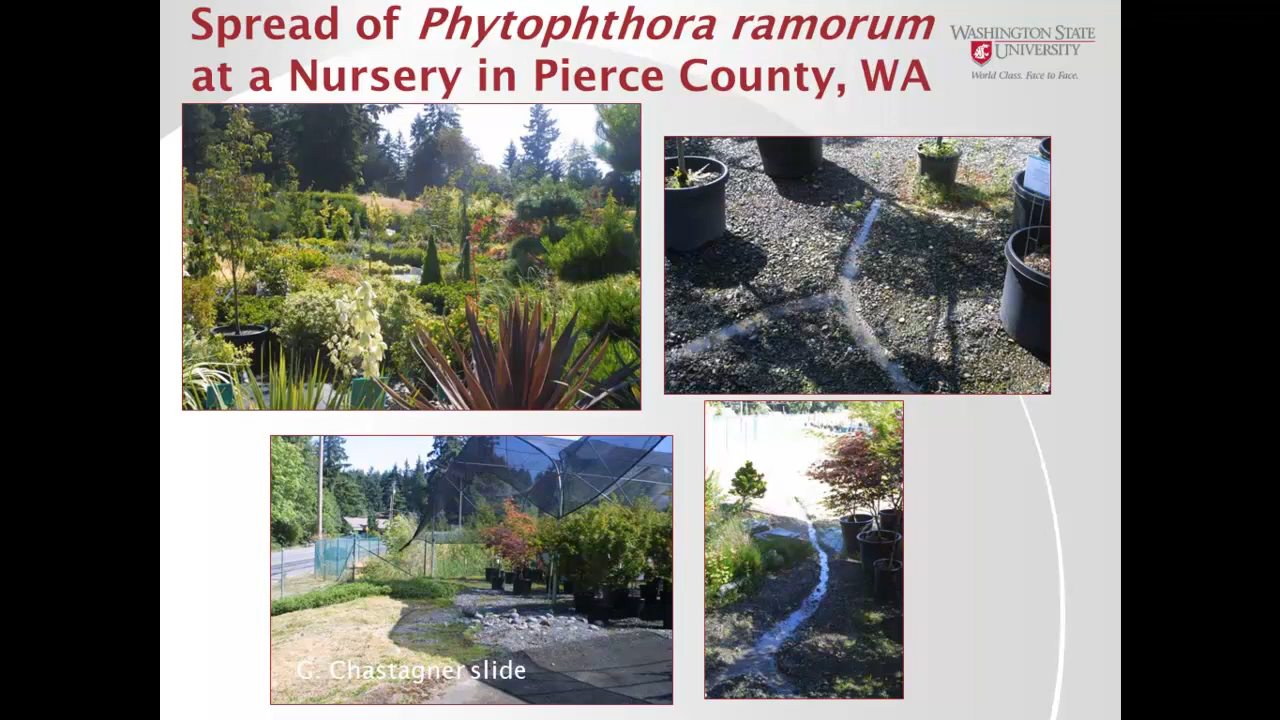 Spread of Phytophthora ramorum
at a Nursery in Pierce County, WA
WASHINGTON STATE
UNIVERSITY
World Class. Face to Face.
G. Chastagner slide